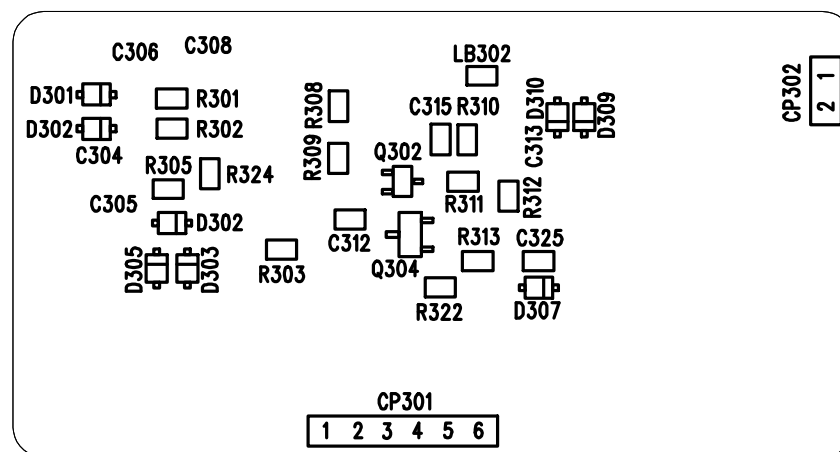 C306
C308
LB302
D301
R301
R308
C315
R310
D310
D309
CP302
2 1
D302
R302
C304
R309
Q302
C313
R305
R324
C305
D302
R311
R312
C312
R313
C325
D305
D303
R303
Q304
R322
D307
CP301
1 2 3 4 5 6